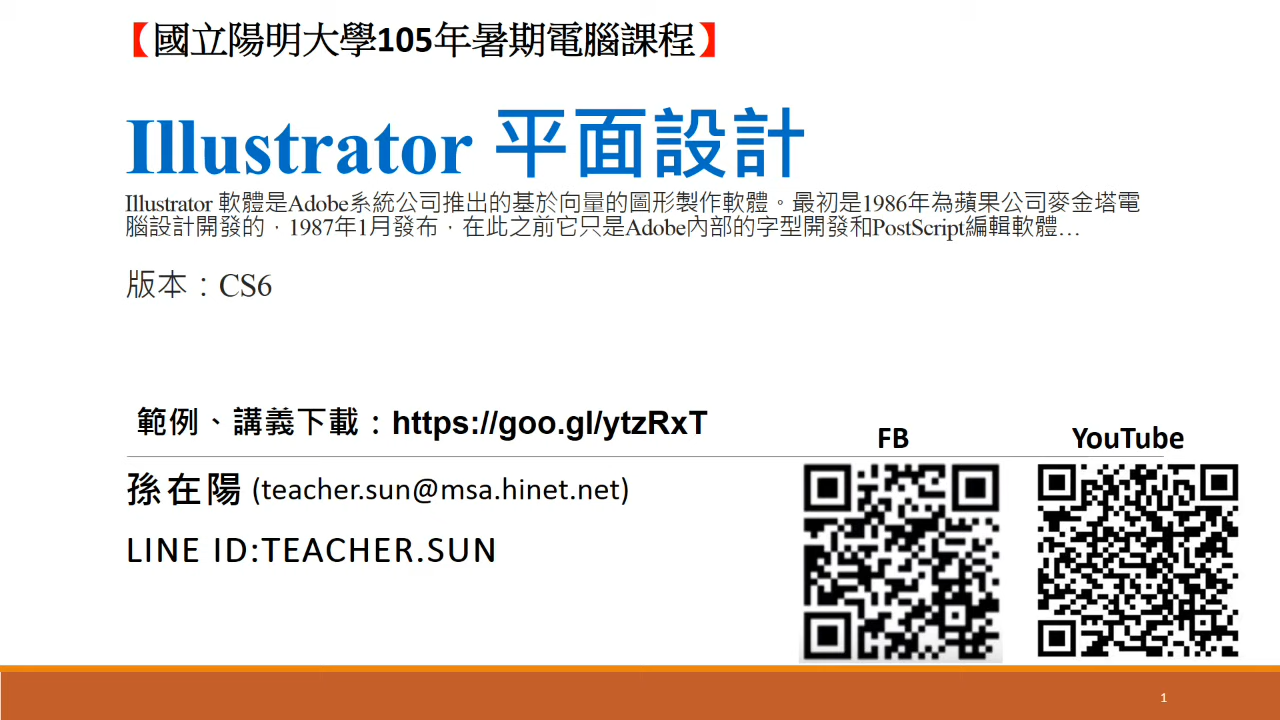 【國立陽明大學105年暑期電腦課程】
Illustrator 平面設計
Illustrator 軟體是Adobe系統公司推出的基於向量的圖形製作軟體。最初是1986年為蘋果公司麥金塔電
腦設計開發的，1987年1月發布，在此之前它只是Adobe內部的字型開發和PostScript編輯軟體…
版本：CS6
範例、講義下載：https://goo.gl/ytzRxT
FB
YouTube
孫在陽 (teacher.sun@msa.hinet.net)
LINE ID:TEACHER.SUN
1